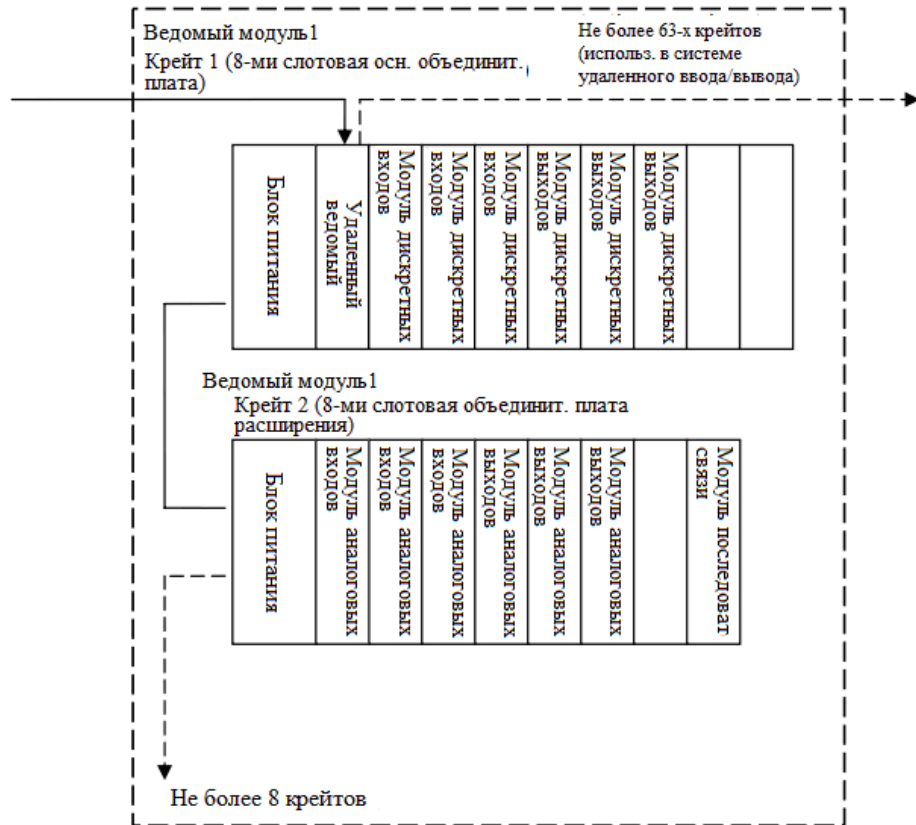 Ведомый модуль1
Крейт 1 (8-ми слотовая осн. объединит.
плата)
Не более 63-х крейтов
(использ. в системе
удаленного ввода/вывода)
Блок питания
Удаленный
ведомый
Модуль дискретных
входов
Модуль дискретных
входов
Модуль дискретных
входов
Модуль дискретных
выходов
Модуль дискретных
выходов
Модуль дискретных
выходов
Ведомый модуль1
Крейт 2 (8-ми слотовая объединит. плата
расширения)
Блок питания
Модуль аналоговых
входов
Модуль аналоговых
входов
Модуль аналоговых
входов
Модуль аналоговых
выходов
Модуль аналоговых
выходов
Модуль аналоговых
выходов
Модуль последоват
связи
Не более 8 крейтов